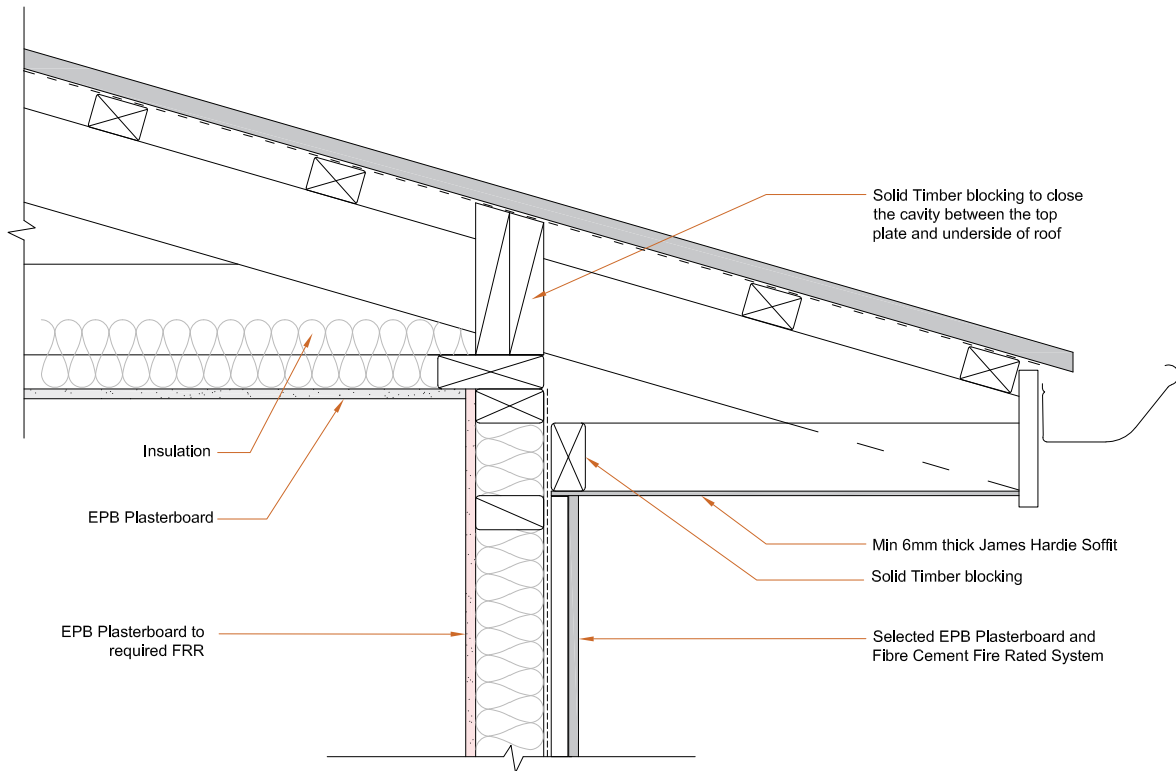 Solid Timber blocking to close
the cavity between the top
plate and underside of roof
Insulation
EPB Plasterboard
Min 6mm thick James Hardie Soffit
Solid Timber blocking
EPB Plasterboard to
required FRR
Selected EPB Plasterboard and
Fibre Cement Fire Rated System